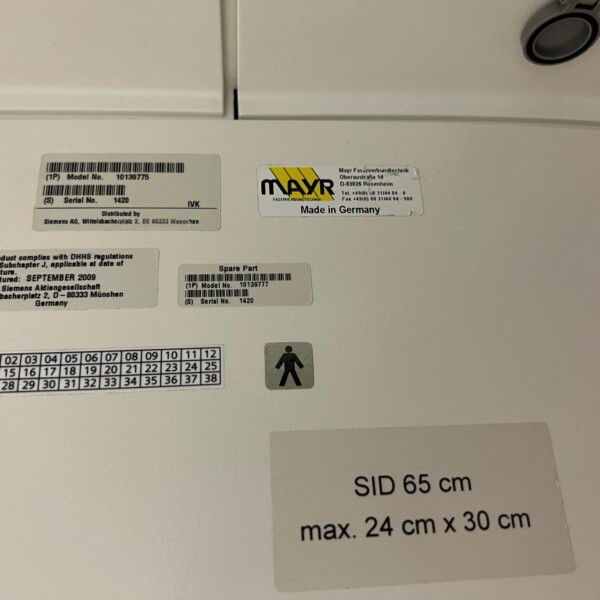 (1P) Model No. 10139775
(S) Serial No. 1420 IVK
Distributed by
Siemens AG, Wittelsbacherplatz 2, DE 80333 Muenchen
MAYR
FASERVERBUNDTECHNIK
Mayr Faserverbundtechnik
Oberaustraße 14
D-83026 Rosenheim
Made in Germany
oduct complies with DHHS regulations
Subchapter J, applicable at date of
ture.
tured: SEPTEMBER 2009
Siemens Aktiengesellschaft
bacherplatz 2, D-80333 München
Germany
Spare Part
(1P) Model No. 10139777
(S) Serial No. 1420
02 03 04 05 06 07 08 09 10 11 12
15 16 17 18 19 20 21 22 23 24 25
28 29 30 31 32 33 34 35 36 37 38
SID 65 cm
max. 24 cm x 30 cm